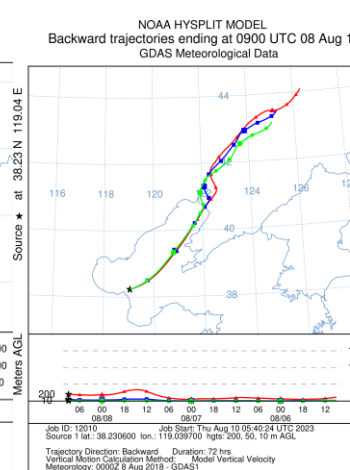 NOAA HYSPLIT MODEL
Backward trajectories ending at 0900 UTC 08 Aug 1
GDAS Meteorological Data
Source ★ at 38.23 N 119.04 E
44
116
118
120
124
126
40
38
Meters AGL
200
10
06 00 18 12 06 00 18 12 06 00 18 12
08/08 08/07 08/06
Job ID: 12010 Job Start: Thu Aug 10 05:40:24 UTC 2023
Source 1 lat.: 38.230600 lon.: 119.039700 hgts: 200, 50, 10 m AGL
Trajectory Direction: Backward Duration: 72 hrs
Vertical Motion Calculation Method: Model Vertical Velocity
Meteorology: 0000Z 8 Aug 2018 - GDAS1